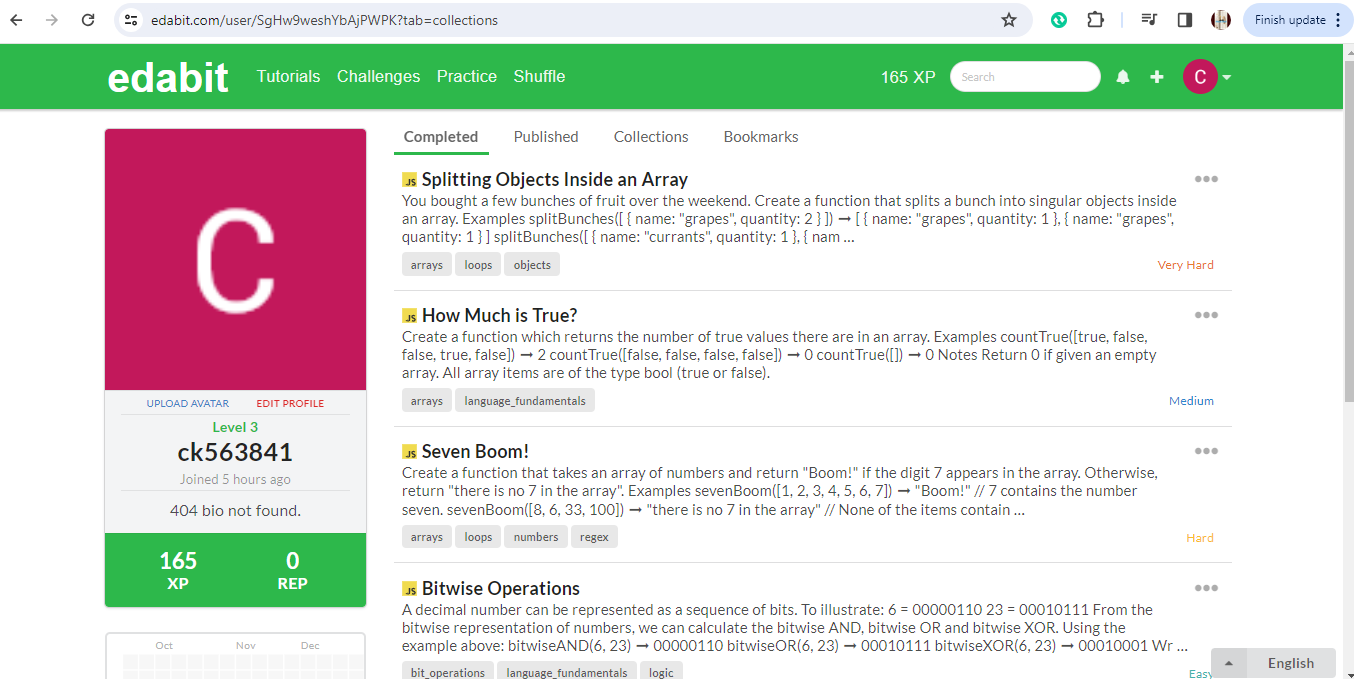 edabit.com/user/SgHw9weshYbAjPWPK?tab=collections
Finish update
edabit Tutorials Challenges Practice Shuffle 165 XP Search C
C
UPLOAD AVATAR EDIT PROFILE
Level 3
ck563841
Joined 5 hours ago
404 bio not found.
165 0
XP REP
Oct Nov Dec
Completed Published Collections Bookmarks
JS Splitting Objects Inside an Array
You bought a few bunches of fruit over the weekend. Create a function that splits a bunch into singular objects inside
an array. Examples splitBunches([ { name: "grapes", quantity: 2 } ]) ➞ [ { name: "grapes", quantity: 1 }, { name: "grapes",
quantity: 1 } ] splitBunches([ { name: "currants", quantity: 1 }, { nam ...
arrays loops objects Very Hard
JS How Much is True?
Create a function which returns the number of true values there are in an array. Examples countTrue([true, false,
false, true, false]) ➞ 2 countTrue([false, false, false, false]) ➞ 0 countTrue([]) ➞ 0 Notes Return 0 if given an empty
array. All array items are of the type bool (true or false).
arrays language_fundamentals Medium
JS Seven Boom!
Create a function that takes an array of numbers and return "Boom!" if the digit 7 appears in the array. Otherwise,
return "there is no 7 in the array". Examples sevenBoom([1, 2, 3, 4, 5, 6, 7]) ➞ "Boom!" // 7 contains the number
seven. sevenBoom([8, 6, 33, 100]) ➞ "there is no 7 in the array" // None of the items contain ...
arrays loops numbers regex Hard
JS Bitwise Operations
A decimal number can be represented as a sequence of bits. To illustrate: 6 = 00000110 23 = 00010111 From the
bitwise representation of numbers, we can calculate the bitwise AND, bitwise OR and bitwise XOR. Using the
example above: bitwiseAND(6, 23) ➞ 00000110 bitwiseOR(6, 23) ➞ 00010111 bitwiseXOR(6, 23) ➞ 00010001 Wr ...
bit_operations language_fundamentals logic Easy
English